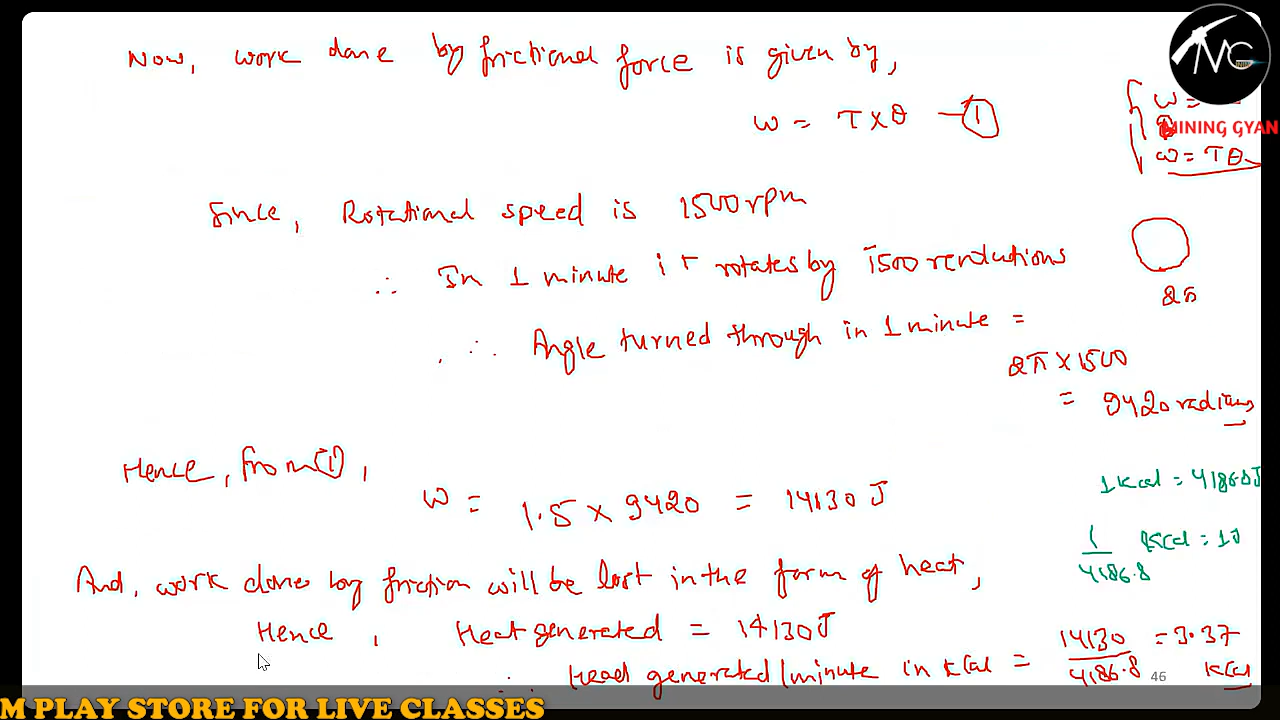 Now, work done by frictional force is given by,
W = T × θ — ①
W =
MINING GYAN
W = Tθ
Since, Rotational speed is 1500 rpm
∴ In 1 minute it rotates by 1500 revolutions
2π
∴ Angle turned through in 1 minute =
2π × 1500
= 9420 radians
Hence, from ①,
W = 1.5 × 9420 = 14130 J
1 Kcal = 4186.8 J
1/4186.8 Kcal = 1J
And, work done by friction will be lost in the form of heat,
Hence, Heat generated = 14130 J
∴ Head generated/minute in kcal = 14130/4186.8 = 3.37 kcal
46
M PLAY STORE FOR LIVE CLASSES